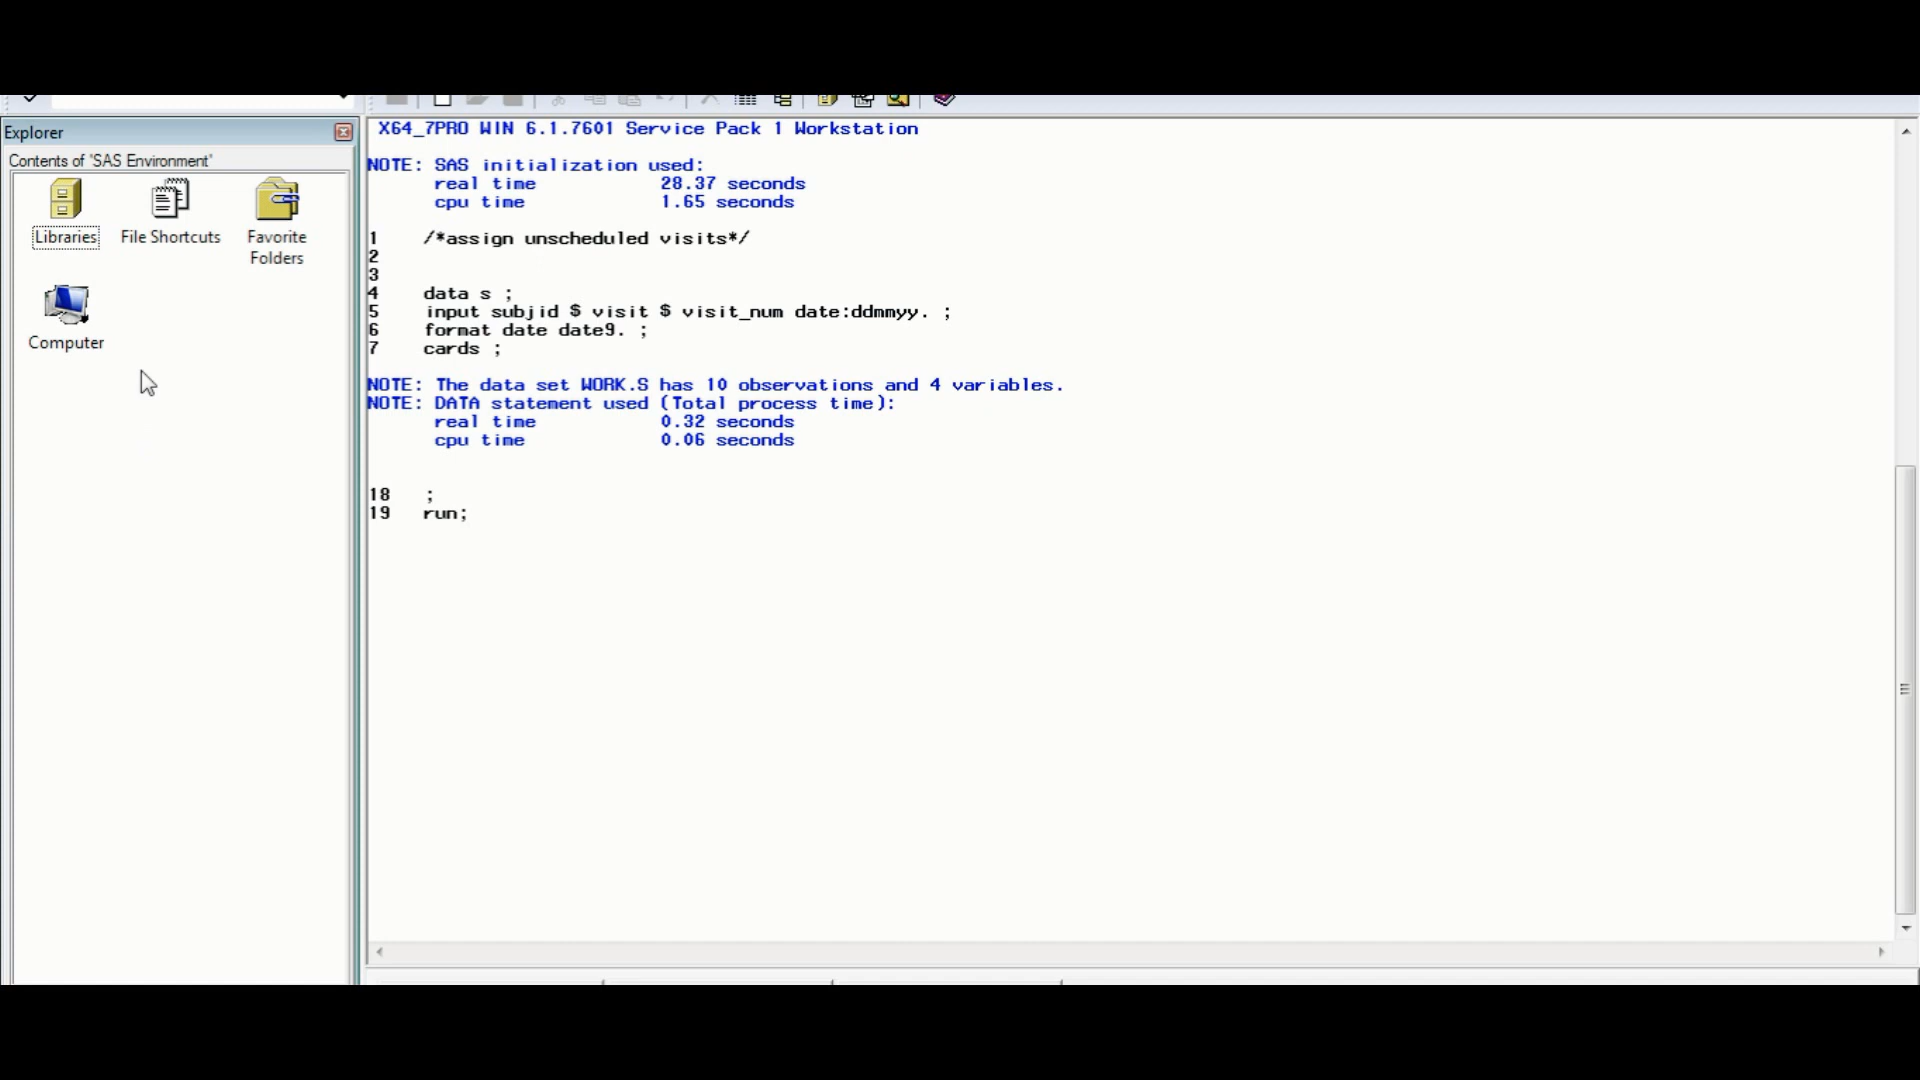 Explorer
Contents of 'SAS Environment'
Libraries
File Shortcuts
Favorite
Folders
Computer
X64_7PRO WIN 6.1.7601 Service Pack 1 Workstation
NOTE: SAS initialization used:
real time 28.37 seconds
cpu time 1.65 seconds
1 /*assign unscheduled visits*/
2
3
4 data s ;
5 input subjid $ visit $ visit_num date:ddmmyy. ;
6 format date date9. ;
7 cards ;
NOTE: The data set WORK.S has 10 observations and 4 variables.
NOTE: DATA statement used (Total process time):
real time 0.32 seconds
cpu time 0.06 seconds
18 ;
19 run;